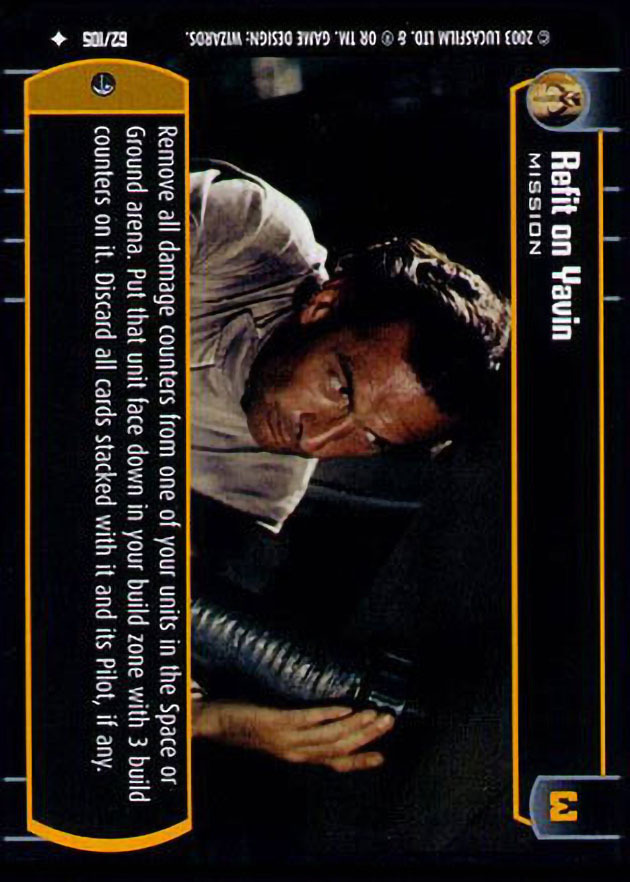 Refit on Yavin
MISSION
3
Remove all damage counters from one of your units in the Space or
Ground arena. Put that unit face down in your build zone with 3 build
counters on it. Discard all cards stacked with it and its Pilot, if any.
© 2003 LUCASFILM LTD. & ® OR TM. GAME DESIGN: WIZARDS.
62/105